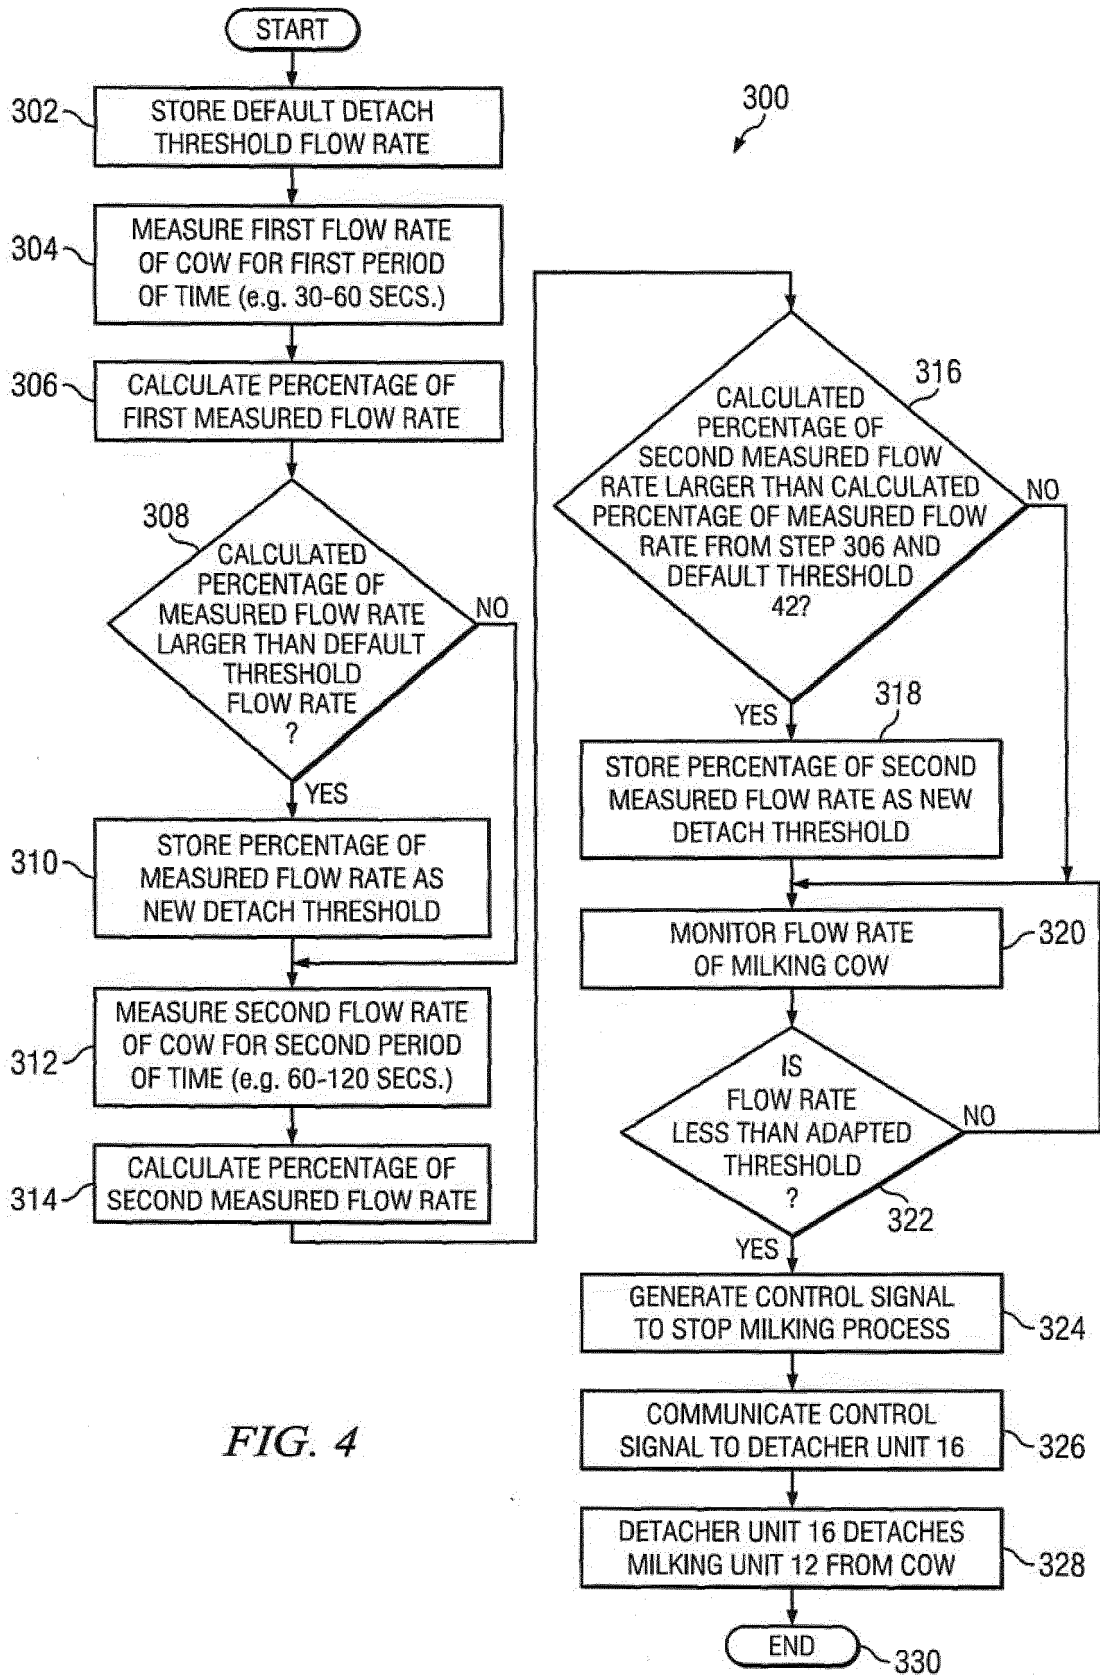 START
302
STORE DEFAULT DETACH
THRESHOLD FLOW RATE
300
304
MEASURE FIRST FLOW RATE
OF COW FOR FIRST PERIOD
OF TIME (e.g. 30-60 SECS.)
306
CALCULATE PERCENTAGE OF
FIRST MEASURED FLOW RATE
308
CALCULATED
PERCENTAGE OF
MEASURED FLOW RATE
LARGER THAN DEFAULT
THRESHOLD
FLOW RATE
?
NO
YES
310
STORE PERCENTAGE OF
MEASURED FLOW RATE AS
NEW DETACH THRESHOLD
312
MEASURE SECOND FLOW RATE
OF COW FOR SECOND PERIOD
OF TIME (e.g. 60-120 SECS.)
314
CALCULATE PERCENTAGE OF
SECOND MEASURED FLOW RATE
316
CALCULATED
PERCENTAGE OF
SECOND MEASURED FLOW
RATE LARGER THAN CALCULATED
PERCENTAGE OF MEASURED FLOW
RATE FROM STEP 306 AND
DEFAULT THRESHOLD
42?
NO
YES
318
STORE PERCENTAGE OF SECOND
MEASURED FLOW RATE AS NEW
DETACH THRESHOLD
MONITOR FLOW RATE
OF MILKING COW
320
IS
FLOW RATE
LESS THAN ADAPTED
THRESHOLD
?
NO
322
YES
GENERATE CONTROL SIGNAL
TO STOP MILKING PROCESS
324
COMMUNICATE CONTROL
SIGNAL TO DETACHER UNIT 16
326
DETACHER UNIT 16 DETACHES
MILKING UNIT 12 FROM COW
328
END
330
FIG. 4